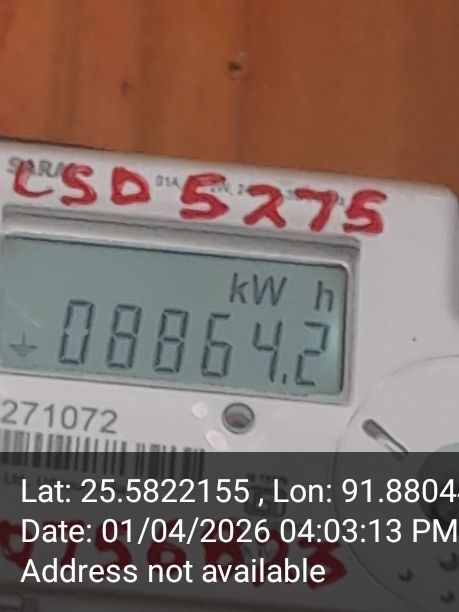 LSD 5275
kW h
08864.2
271072
Lat: 25.5822155 , Lon: 91.8804
Date: 01/04/2026 04:03:13 PM
Address not available